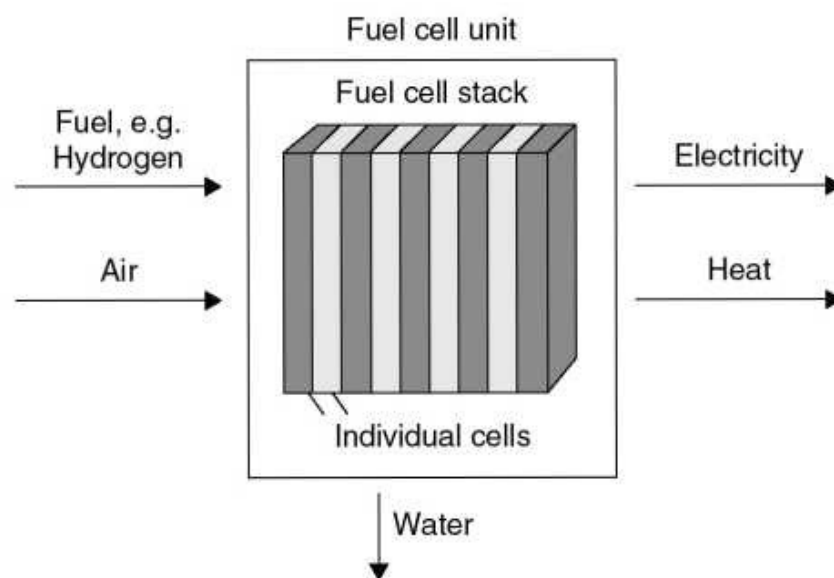 Fuel cell unit
Fuel cell stack
Fuel, e.g.
Hydrogen
Electricity
Air
Heat
Individual cells
Water